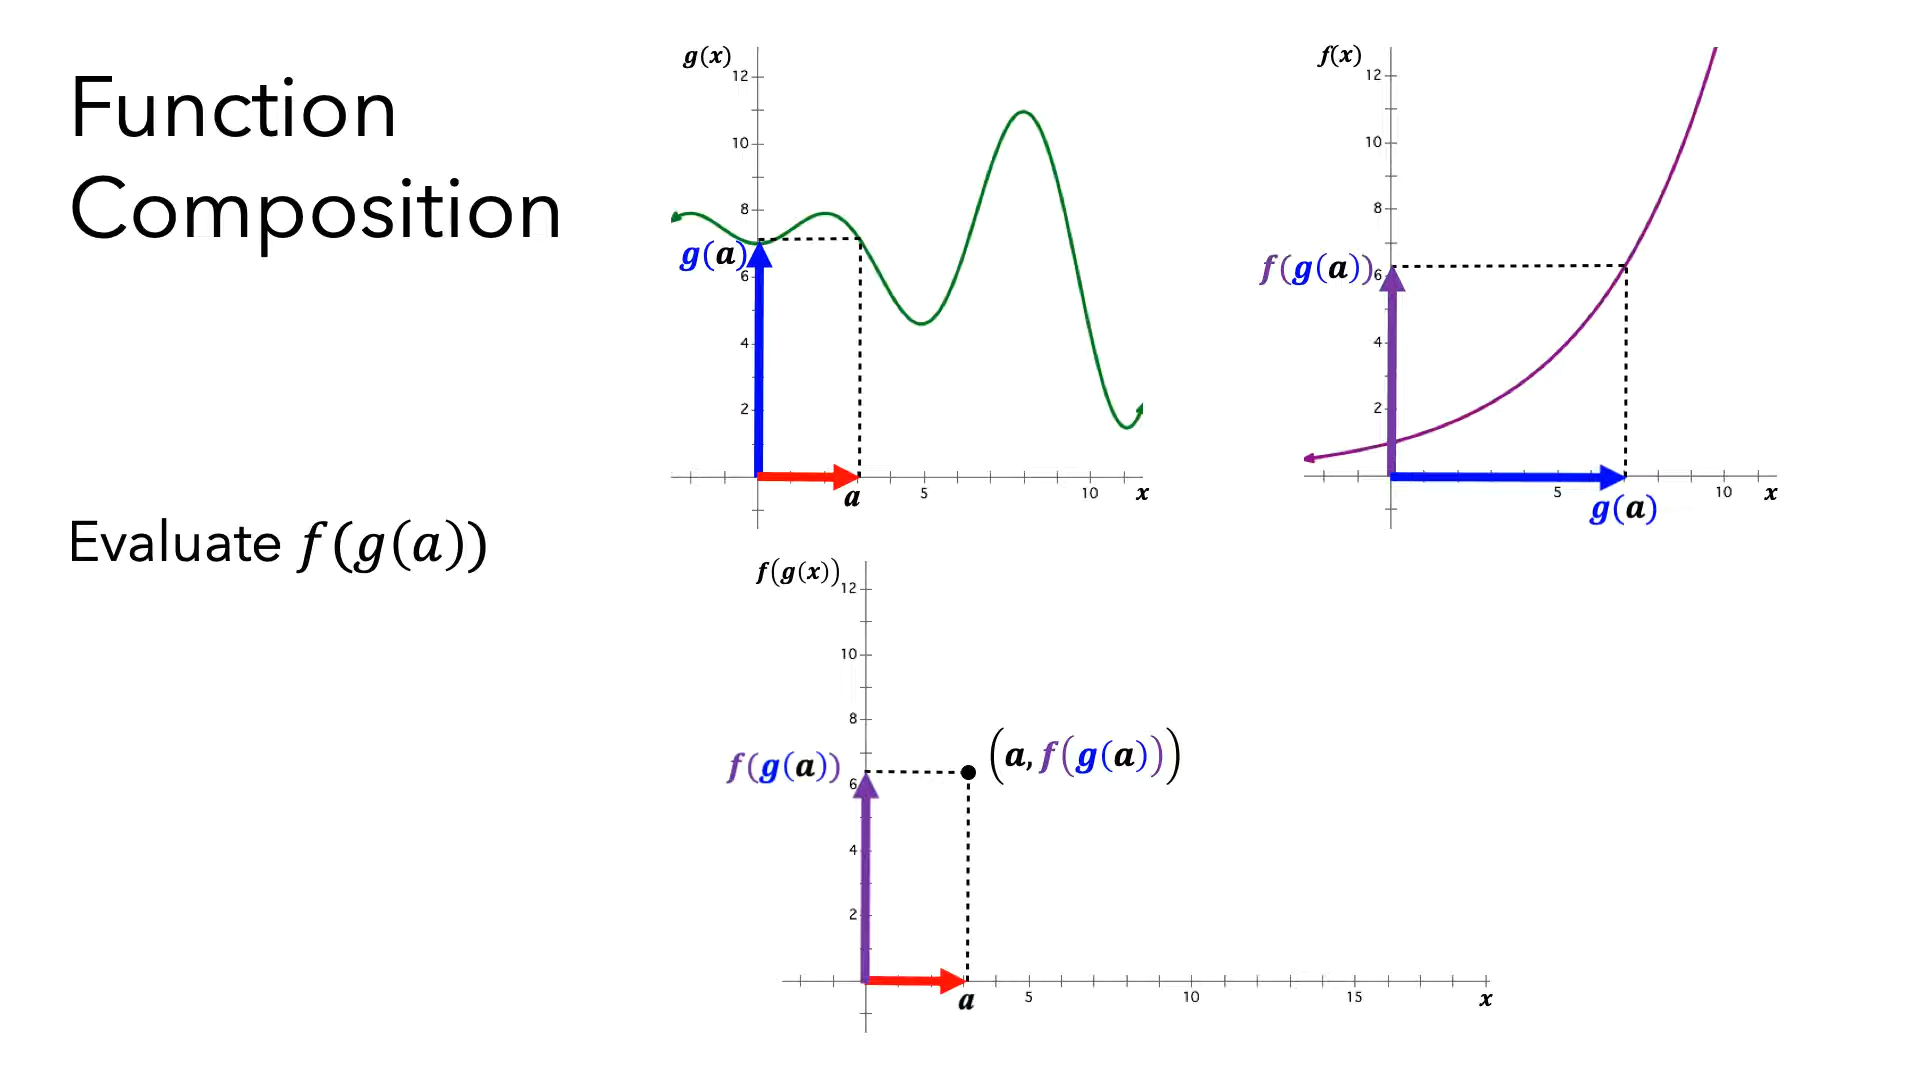 Function
Composition
Evaluate f(g(a))
g(x)
12
10
8
g(a)
6
4
2
a
5
10
x
f(x)
12
10
8
f(g(a))
6
4
2
5
10
x
g(a)
f(g(x))
12
10
8
(a, f(g(a)))
f(g(a))
6
4
2
a
5
10
15
x